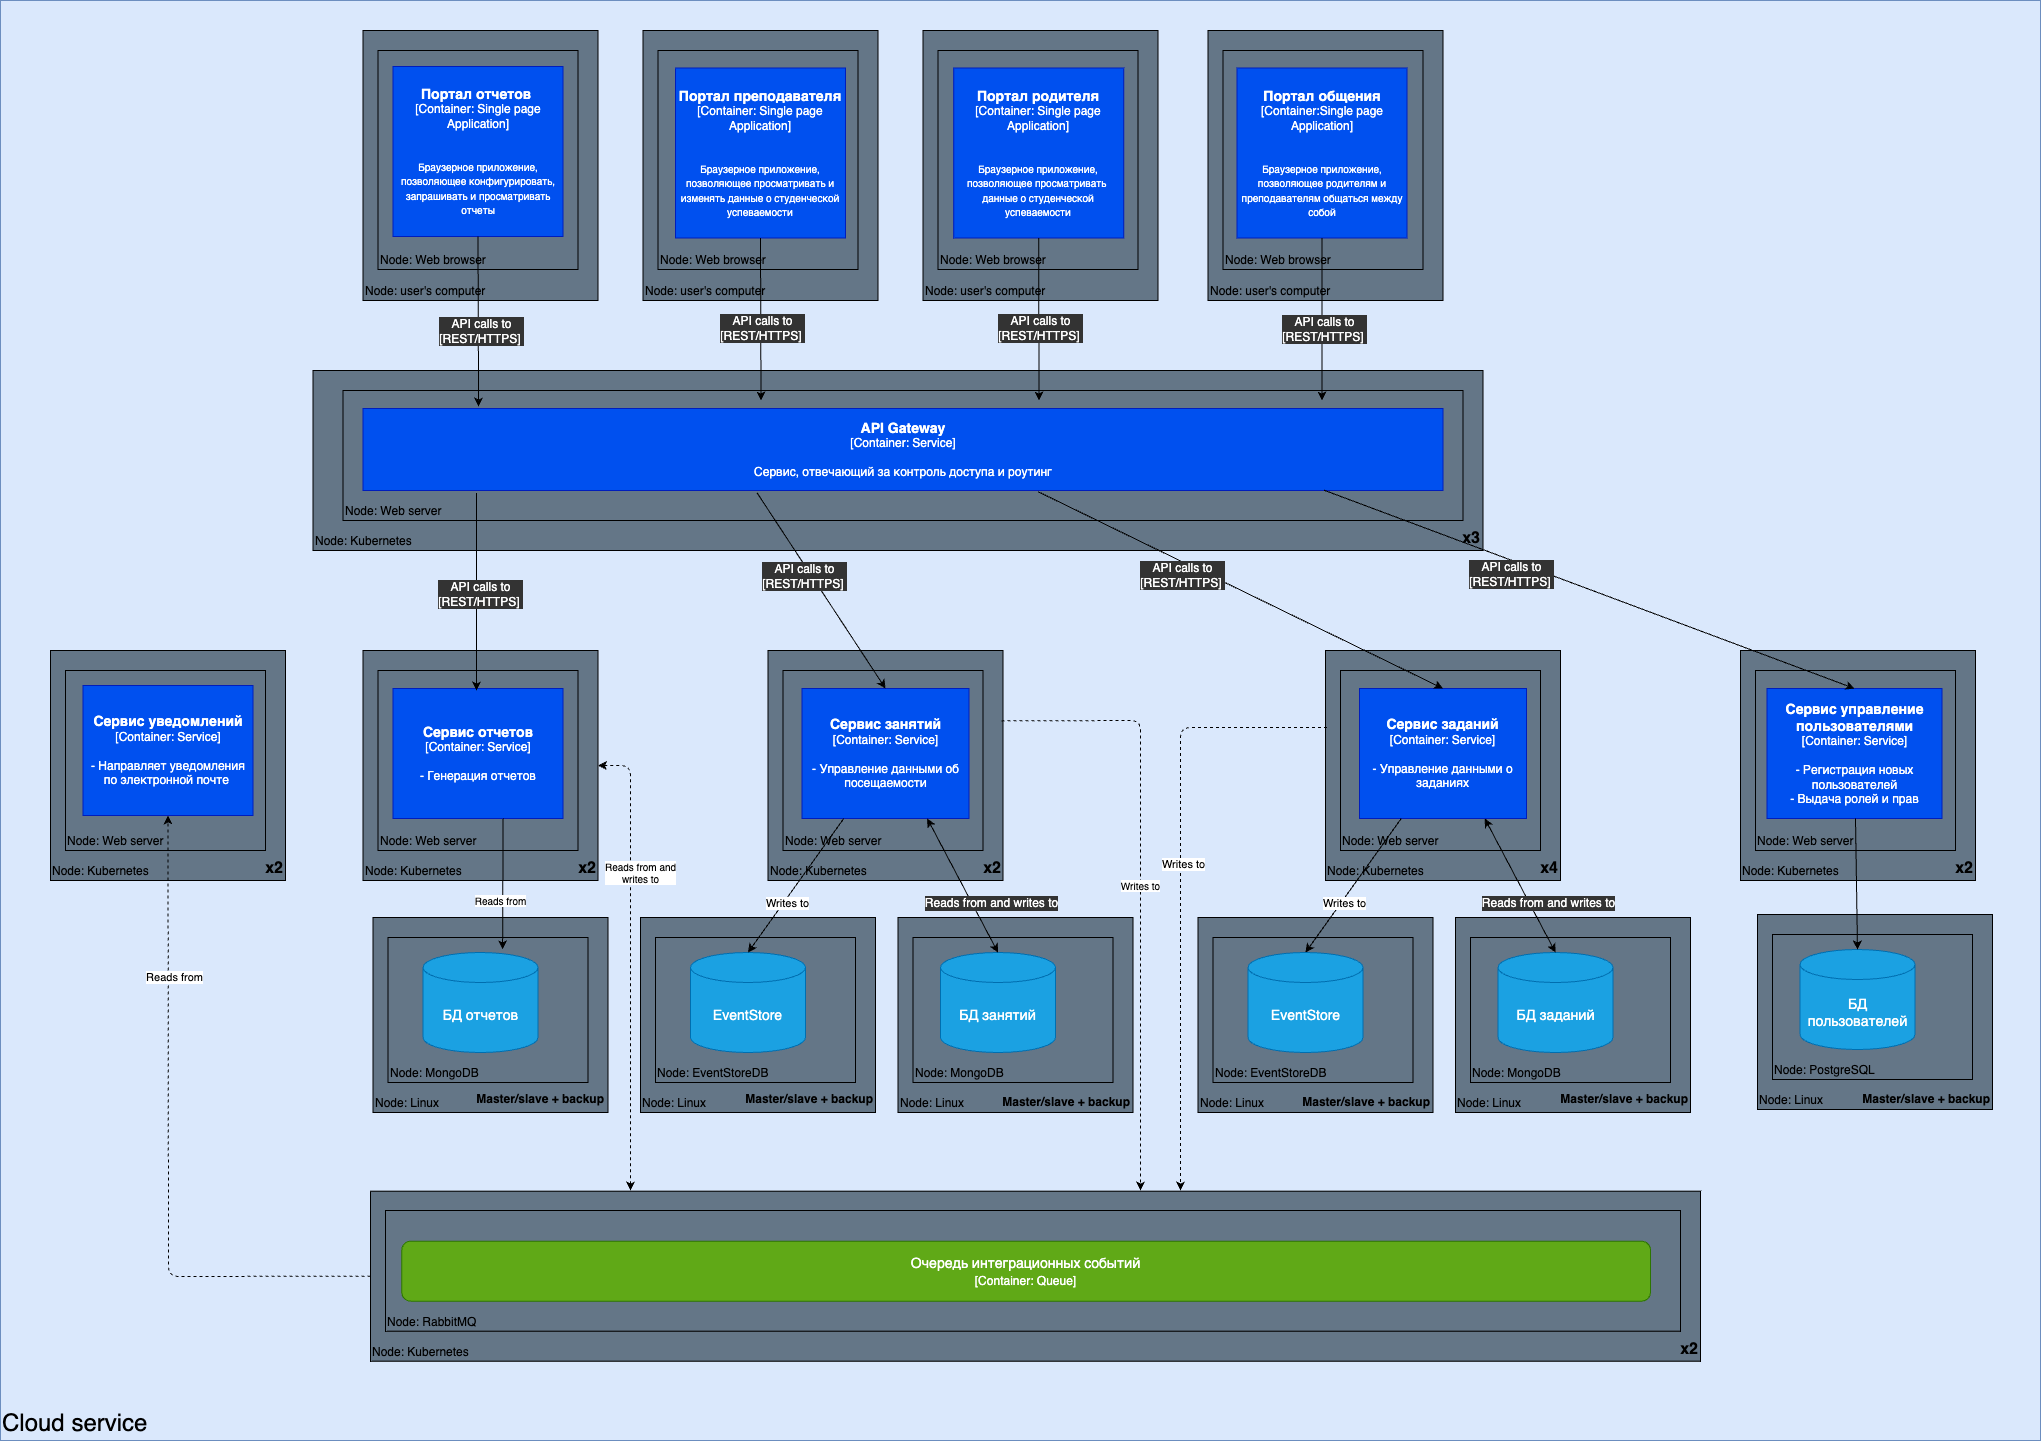 Портал отчетов
[Container: Single page
Application]
Браузерное приложение,
позволяющее конфигурировать,
запрашивать и просматривать
отчеты
Node: Web browser
Node: user's computer
Портал преподавателя
[Container: Single page
Application]
Браузерное приложение,
позволяющее просматривать и
изменять данные о студенческой
успеваемости
Node: Web browser
Node: user's computer
Портал родителя
[Container: Single page
Application]
Браузерное приложение,
позволяющее просматривать
данные о студенческой
успеваемости
Node: Web browser
Node: user's computer
Портал общения
[Container:Single page
Application]
Браузерное приложение,
позволяющее родителям и
преподавателям общаться между
собой
Node: Web browser
Node: user's computer
API calls to
[REST/HTTPS]
API calls to
[REST/HTTPS]
API calls to
[REST/HTTPS]
API calls to
[REST/HTTPS]
API Gateway
[Container: Service]
Сервис, отвечающий за контроль доступа и роутинг
Node: Web server
Node: Kubernetes
x3
API calls to
[REST/HTTPS]
API calls to
[REST/HTTPS]
API calls to
[REST/HTTPS]
API calls to
[REST/HTTPS]
Сервис уведомлений
[Container: Service]
- Направляет уведомления
по электронной почте
Node: Web server
Node: Kubernetes
x2
Сервис отчетов
[Container: Service]
- Генерация отчетов
Node: Web server
Node: Kubernetes
x2
Сервис занятий
[Container: Service]
- Управление данными об
посещаемости
Node: Web server
Node: Kubernetes
x2
Сервис заданий
[Container: Service]
- Управление данными о
заданиях
Node: Web server
Node: Kubernetes
x4
Сервис управление
пользователями
[Container: Service]
- Регистрация новых
пользователей
- Выдача ролей и прав
Node: Web server
Node: Kubernetes
x2
Reads from and
writes to
Writes to
Writes to
Reads from
Writes to
Reads from and writes to
Writes to
Reads from and writes to
Reads from
БД отчетов
Node: MongoDB
Node: Linux
Master/slave + backup
EventStore
Node: EventStoreDB
Node: Linux
Master/slave + backup
БД занятий
Node: MongoDB
Node: Linux
Master/slave + backup
EventStore
Node: EventStoreDB
Node: Linux
Master/slave + backup
БД заданий
Node: MongoDB
Node: Linux
Master/slave + backup
БД
пользователей
Node: PostgreSQL
Node: Linux
Master/slave + backup
Очередь интеграционных событий
[Container: Queue]
Node: RabbitMQ
Node: Kubernetes
x2
Cloud service